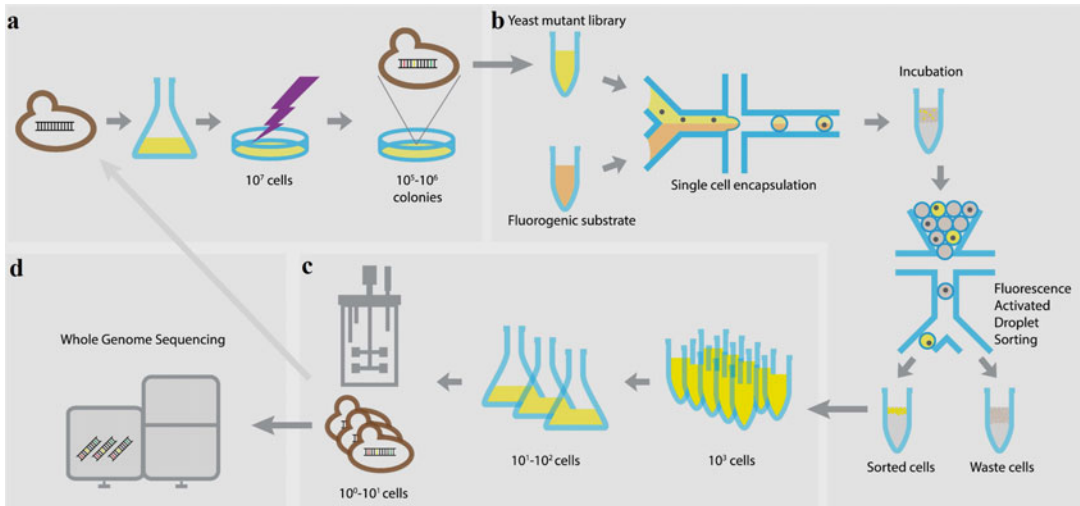 a
10⁷ cells
10⁵-10⁶
colonies
b
Yeast mutant library
Fluorogenic substrate
Single cell encapsulation
Incubation
Fluorescence
Activated
Droplet
Sorting
Sorted cells
Waste cells
c
10³ cells
10¹-10² cells
10⁰-10¹ cells
d
Whole Genome Sequencing